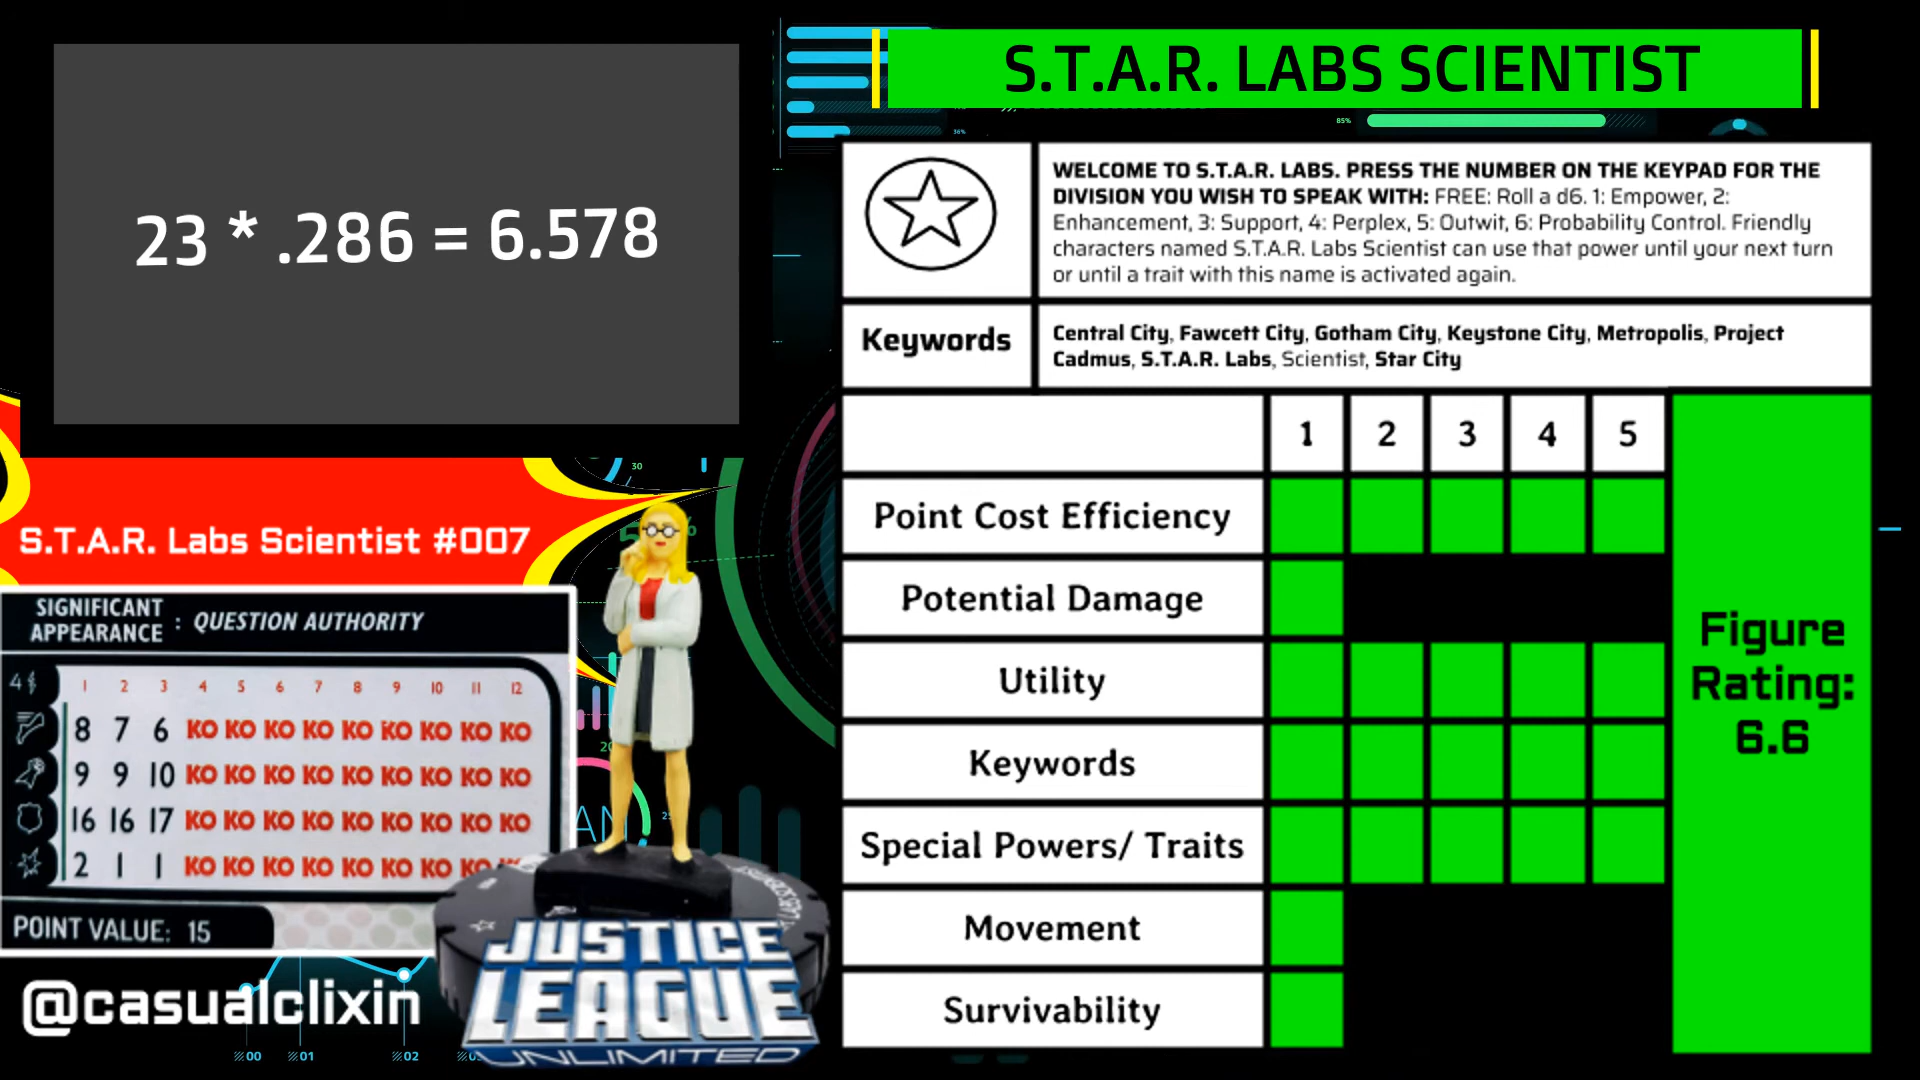 S.T.A.R. LABS SCIENTIST
36%
85%
23 * .286 = 6.578
WELCOME TO S.T.A.R. LABS. PRESS THE NUMBER ON THE KEYPAD FOR THE
DIVISION YOU WISH TO SPEAK WITH: FREE: Roll a d6. 1: Empower, 2:
Enhancement, 3: Support, 4: Perplex, 5: Outwit, 6: Probability Control. Friendly
characters named S.T.A.R. Labs Scientist can use that power until your next turn
or until a trait with this name is activated again.
Keywords
Central City, Fawcett City, Gotham City, Keystone City, Metropolis, Project
Cadmus, S.T.A.R. Labs, Scientist, Star City
1 2 3 4 5
Point Cost Efficiency
Potential Damage
Utility
Keywords
Special Powers/ Traits
Movement
Survivability
Figure
Rating:
6.6
30
S.T.A.R. Labs Scientist #007
SIGNIFICANT
APPEARANCE : QUESTION AUTHORITY
4 1 2 3 4 5 6 7 8 9 10 11 12
8 7 6 KO KO KO KO KO KO KO KO KO
9 9 10 KO KO KO KO KO KO KO KO KO
16 16 17 KO KO KO KO KO KO KO KO KO
2 1 1 KO KO KO KO KO KO KO KO
POINT VALUE: 15
JUSTICE
LEAGUE
UNLIMITED
@casualclixin
00 01 02